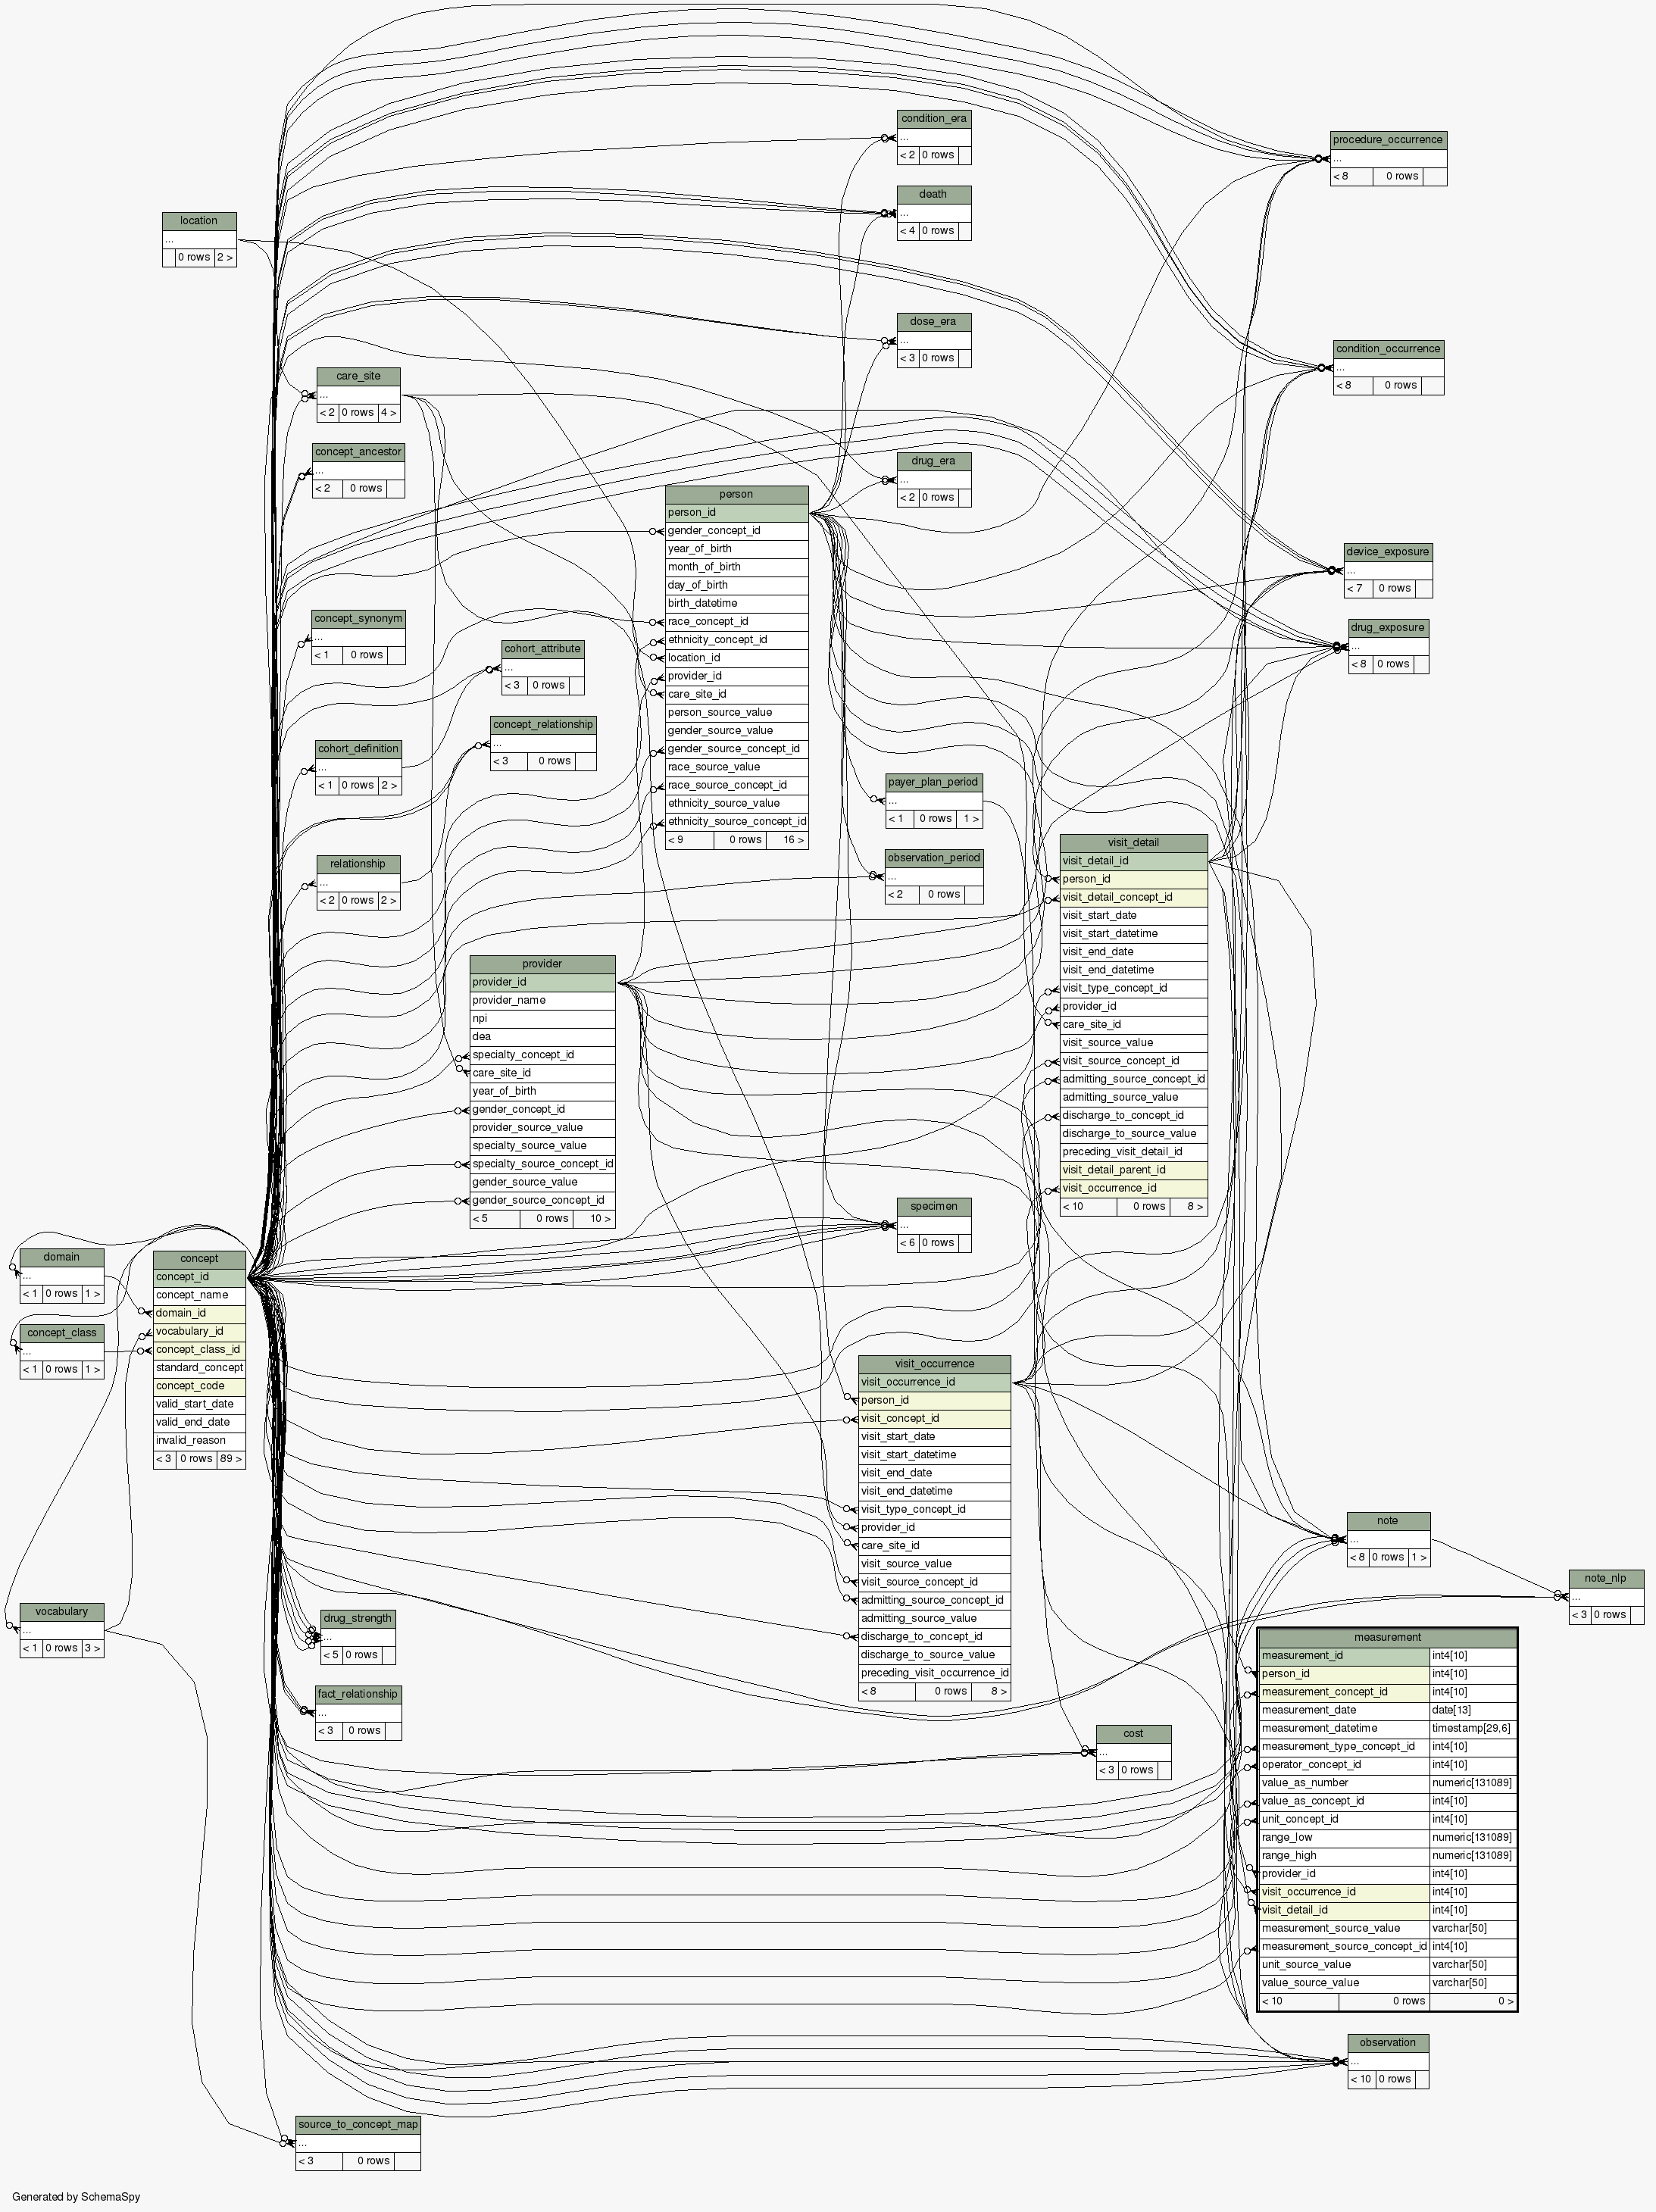 condition_era
...
< 2 0 rows
procedure_occurrence
...
< 8 0 rows
death
...
< 4 0 rows
location
...
0 rows 2 >
dose_era
...
< 3 0 rows
condition_occurrence
...
< 8 0 rows
care_site
...
< 2 0 rows 4 >
concept_ancestor
...
< 2 0 rows
drug_era
...
< 2 0 rows
person
person_id
gender_concept_id
year_of_birth
month_of_birth
day_of_birth
birth_datetime
race_concept_id
ethnicity_concept_id
location_id
provider_id
care_site_id
person_source_value
gender_source_value
gender_source_concept_id
race_source_value
race_source_concept_id
ethnicity_source_value
ethnicity_source_concept_id
< 9 0 rows 16 >
device_exposure
...
< 7 0 rows
drug_exposure
...
< 8 0 rows
concept_synonym
...
< 1 0 rows
cohort_attribute
...
< 3 0 rows
concept_relationship
...
< 3 0 rows
cohort_definition
...
< 1 0 rows 2 >
payer_plan_period
...
< 1 0 rows 1 >
observation_period
...
< 2 0 rows
relationship
...
< 2 0 rows 2 >
visit_detail
visit_detail_id
person_id
visit_detail_concept_id
visit_start_date
visit_start_datetime
visit_end_date
visit_end_datetime
visit_type_concept_id
provider_id
care_site_id
visit_source_value
visit_source_concept_id
admitting_source_concept_id
admitting_source_value
discharge_to_concept_id
discharge_to_source_value
preceding_visit_detail_id
visit_detail_parent_id
visit_occurrence_id
< 10 0 rows 8 >
provider
provider_id
provider_name
npi
dea
specialty_concept_id
care_site_id
year_of_birth
gender_concept_id
provider_source_value
specialty_source_value
specialty_source_concept_id
gender_source_value
gender_source_concept_id
< 5 0 rows 10 >
specimen
...
< 6 0 rows
domain
...
< 1 0 rows 1 >
concept_class
...
< 1 0 rows 1 >
concept
concept_id
concept_name
domain_id
vocabulary_id
concept_class_id
standard_concept
concept_code
valid_start_date
valid_end_date
invalid_reason
< 3 0 rows 89 >
visit_occurrence
visit_occurrence_id
person_id
visit_concept_id
visit_start_date
visit_start_datetime
visit_end_date
visit_end_datetime
visit_type_concept_id
provider_id
care_site_id
visit_source_value
visit_source_concept_id
admitting_source_concept_id
admitting_source_value
discharge_to_concept_id
discharge_to_source_value
preceding_visit_occurrence_id
< 8 0 rows 8 >
note
...
< 8 0 rows 1 >
note_nlp
...
< 3 0 rows
vocabulary
...
< 1 0 rows 3 >
drug_strength
...
< 5 0 rows
fact_relationship
...
< 3 0 rows
cost
...
< 3 0 rows
measurement
measurement_id int4[10]
person_id int4[10]
measurement_concept_id int4[10]
measurement_date date[13]
measurement_datetime timestamp[29,6]
measurement_type_concept_id int4[10]
operator_concept_id int4[10]
value_as_number numeric[131089]
value_as_concept_id int4[10]
unit_concept_id int4[10]
range_low numeric[131089]
range_high numeric[131089]
provider_id int4[10]
visit_occurrence_id int4[10]
visit_detail_id int4[10]
measurement_source_value varchar[50]
measurement_source_concept_id int4[10]
unit_source_value varchar[50]
value_source_value varchar[50]
< 10 0 rows 0 >
observation
...
< 10 0 rows
source_to_concept_map
...
< 3 0 rows
Generated by SchemaSpy